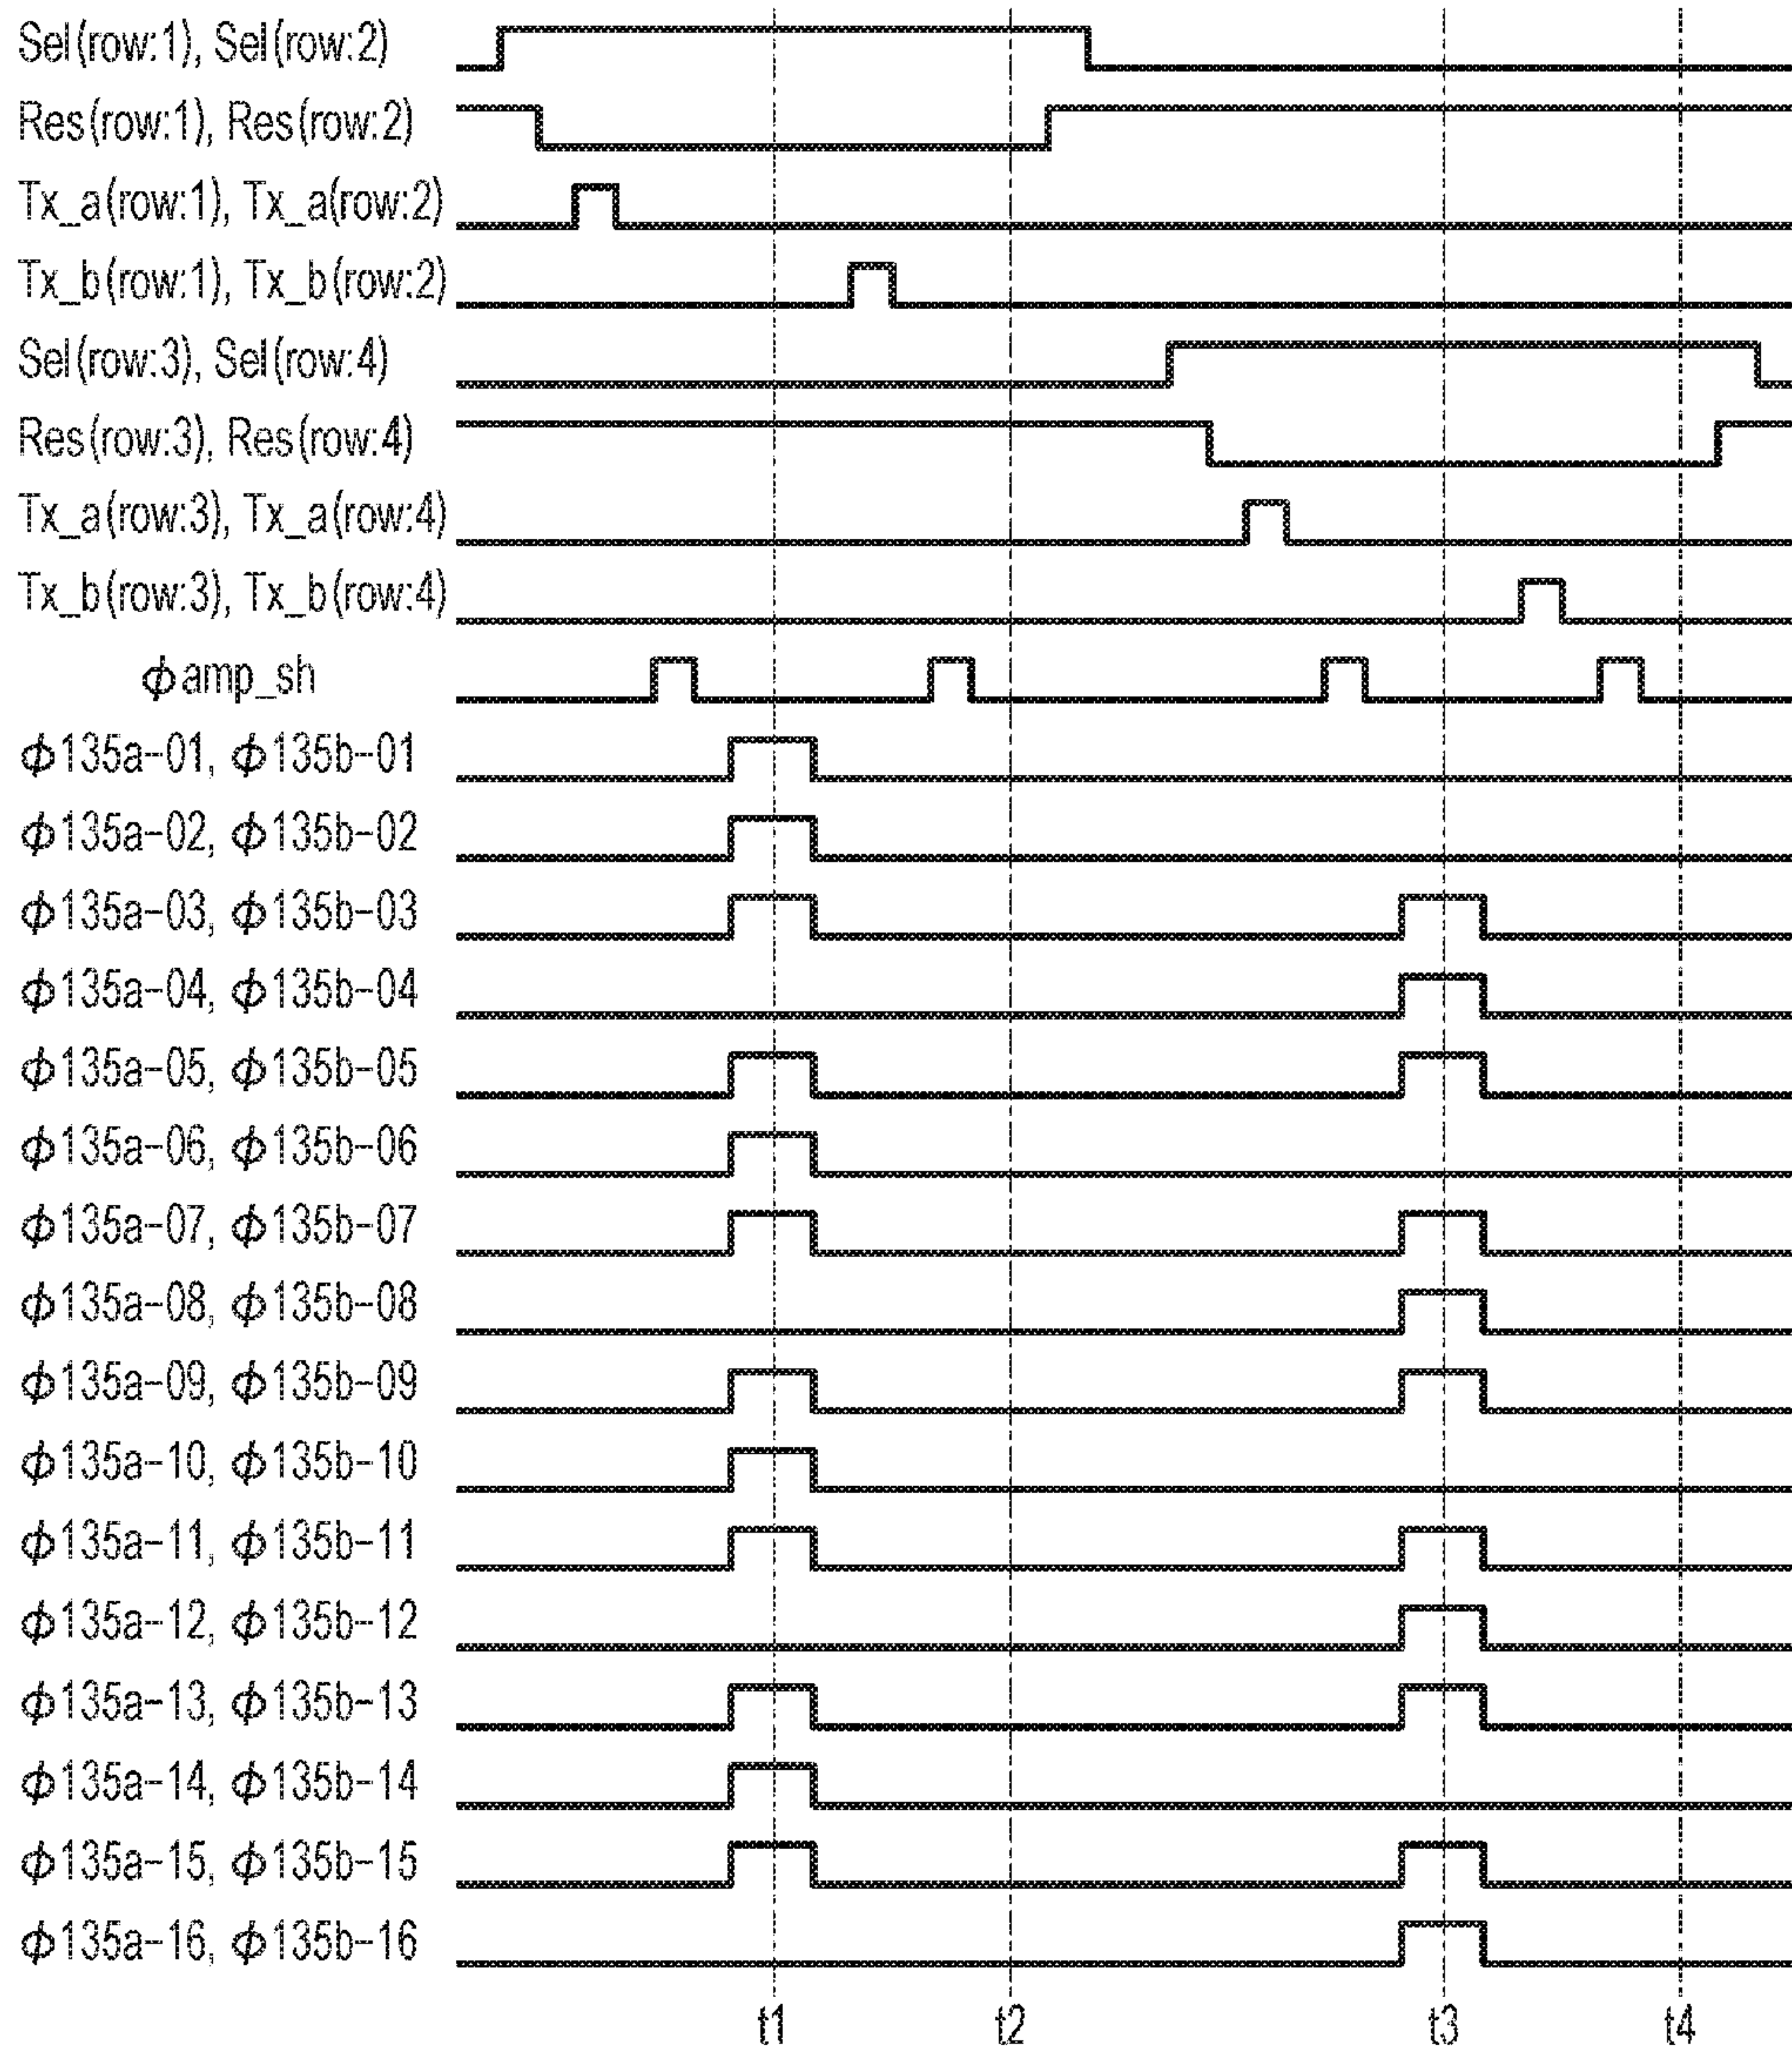 Sel(row:1), Sel(row:2)
Res(row:1), Res(row:2)
Tx_a(row:1), Tx_a(row:2)
Tx_b(row:1), Tx_b(row:2)
Sel(row:3), Sel(row:4)
Res(row:3), Res(row:4)
Tx_a(row:3), Tx_a(row:4)
Tx_b(row:3), Tx_b(row:4)
ϕamp_sh
ϕ135a-01, ϕ135b-01
ϕ135a-02, ϕ135b-02
ϕ135a-03, ϕ135b-03
ϕ135a-04, ϕ135b-04
ϕ135a-05, ϕ135b-05
ϕ135a-06, ϕ135b-06
ϕ135a-07, ϕ135b-07
ϕ135a-08, ϕ135b-08
ϕ135a-09, ϕ135b-09
ϕ135a-10, ϕ135b-10
ϕ135a-11, ϕ135b-11
ϕ135a-12, ϕ135b-12
ϕ135a-13, ϕ135b-13
ϕ135a-14, ϕ135b-14
ϕ135a-15, ϕ135b-15
ϕ135a-16, ϕ135b-16
t1 t2 t3 t4